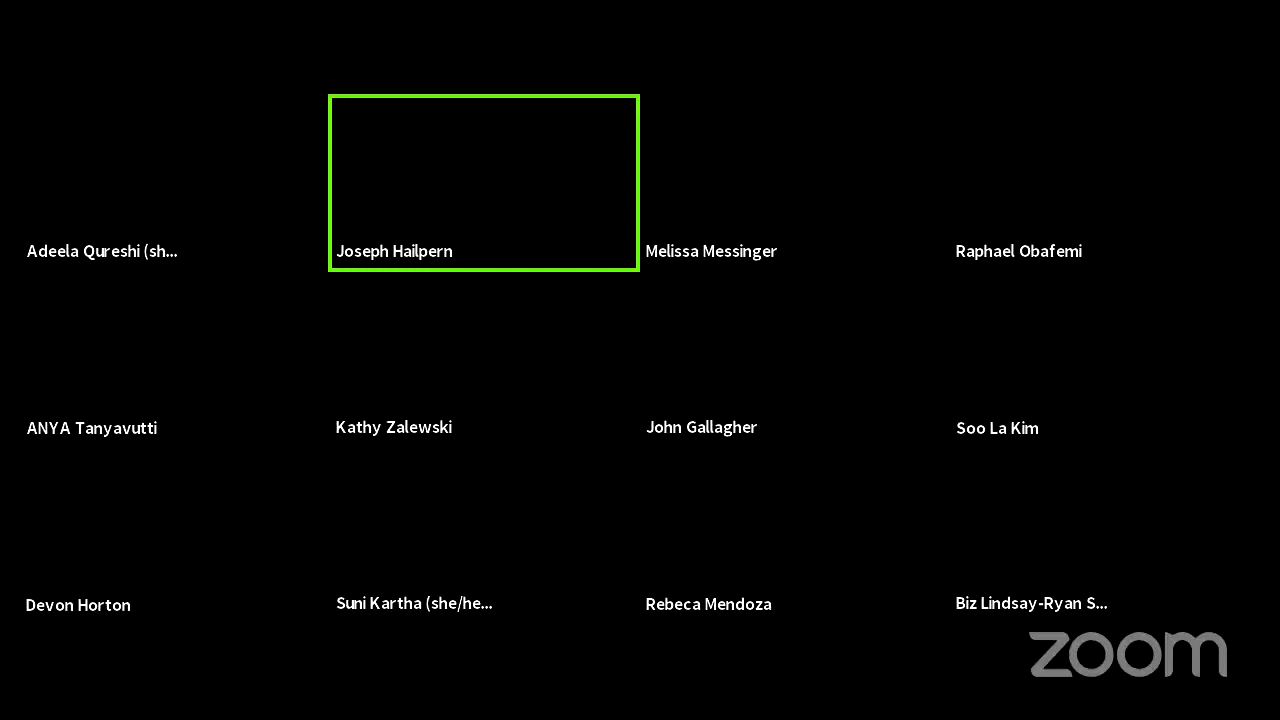 Adeela Qureshi (sh...
Joseph Hailpern
Melissa Messinger
Raphael Obafemi
ANYA Tanyavutti
Kathy Zalewski
John Gallagher
Soo La Kim
Devon Horton
Suni Kartha (she/he...
Rebeca Mendoza
Biz Lindsay-Ryan S...
zoom